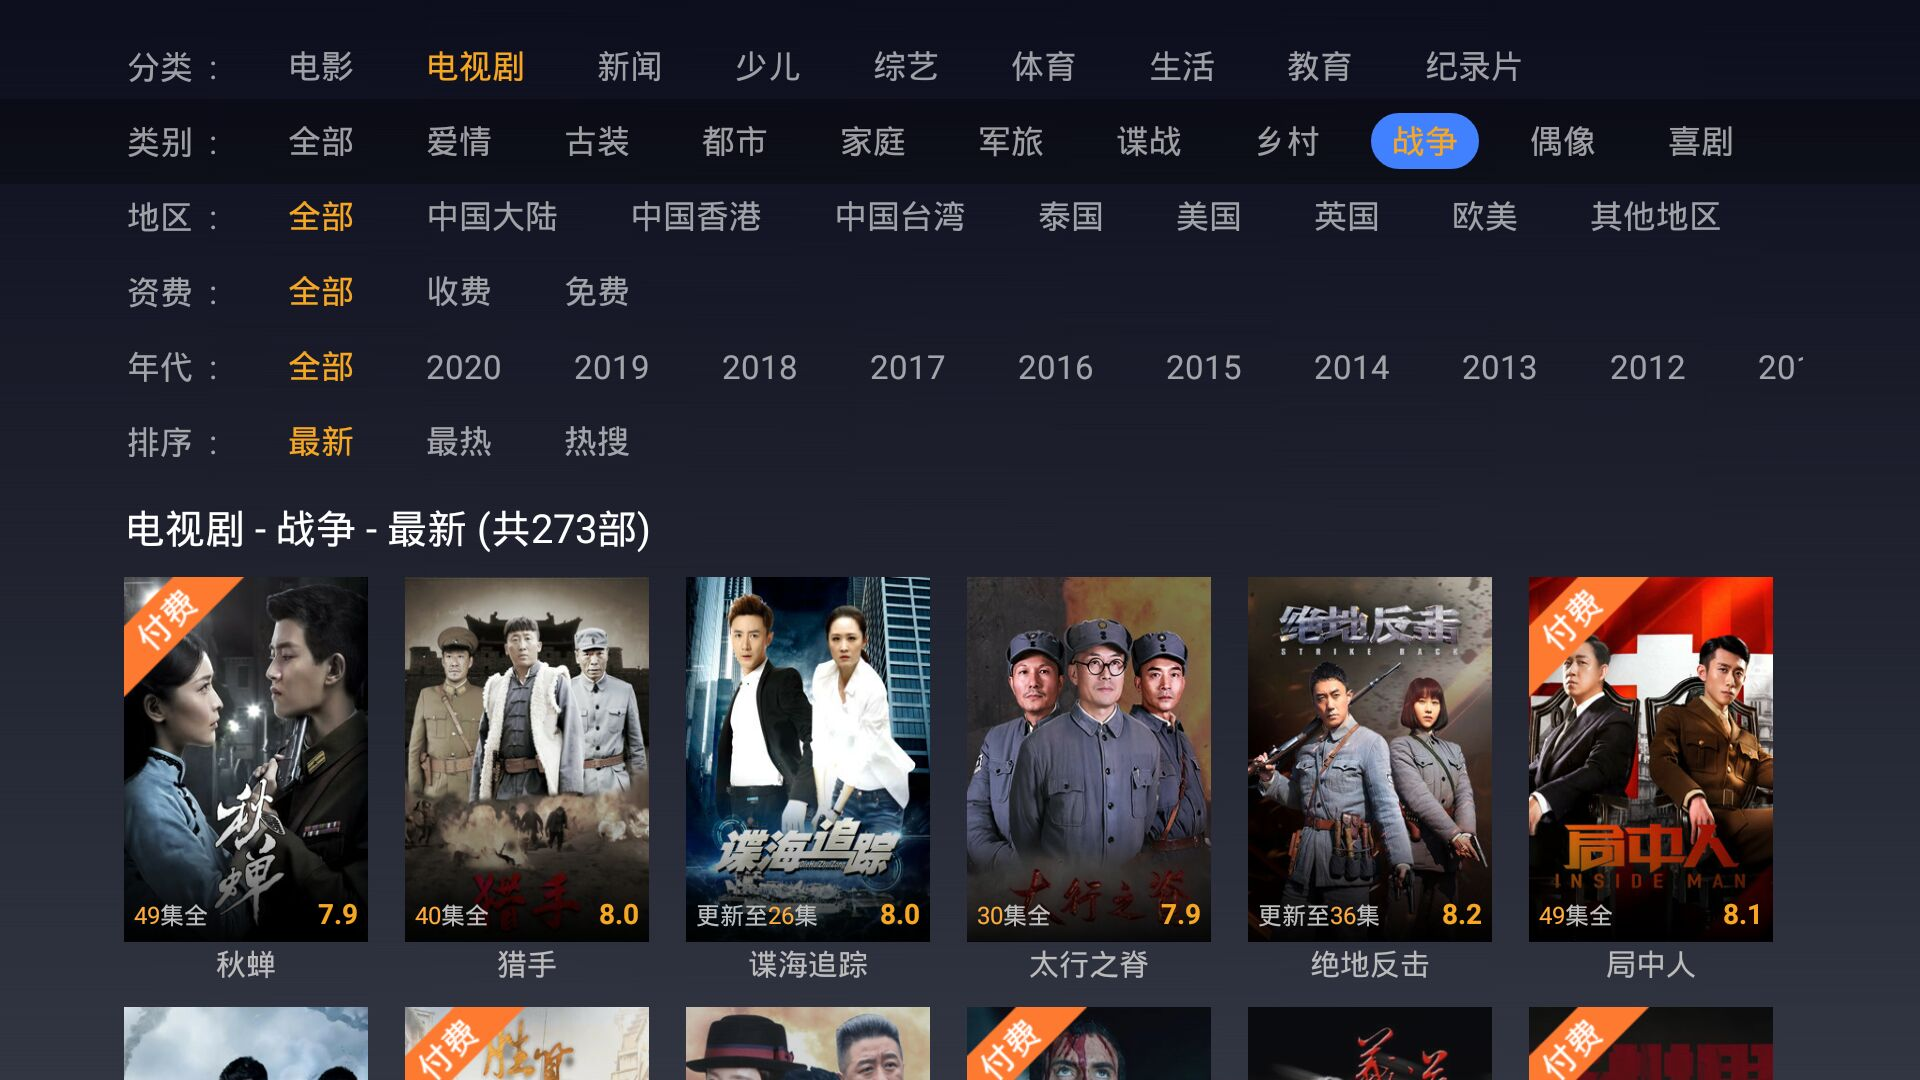 分类 : 电影 电视剧 新闻 少儿 综艺 体育 生活 教育 纪录片
类别 : 全部 爱情 古装 都市 家庭 军旅 谍战 乡村 战争 偶像 喜剧
地区 : 全部 中国大陆 中国香港 中国台湾 泰国 美国 英国 欧美 其他地区
资费 : 全部 收费 免费
年代 : 全部 2020 2019 2018 2017 2016 2015 2014 2013 2012 20
排序 : 最新 最热 热搜
电视剧 - 战争 - 最新 (共273部)
付费
秋蝉
49集全 7.9
秋蝉
猎手
40集全 8.0
猎手
谍海追踪
DieHaiZhuiZong
更新至26集 8.0
谍海追踪
太行之脊
30集全 7.9
太行之脊
绝地反击
STRIKE BACK
更新至36集 8.2
绝地反击
付费
局中人
INSIDE MAN
49集全 8.1
局中人
付费
付费
付费